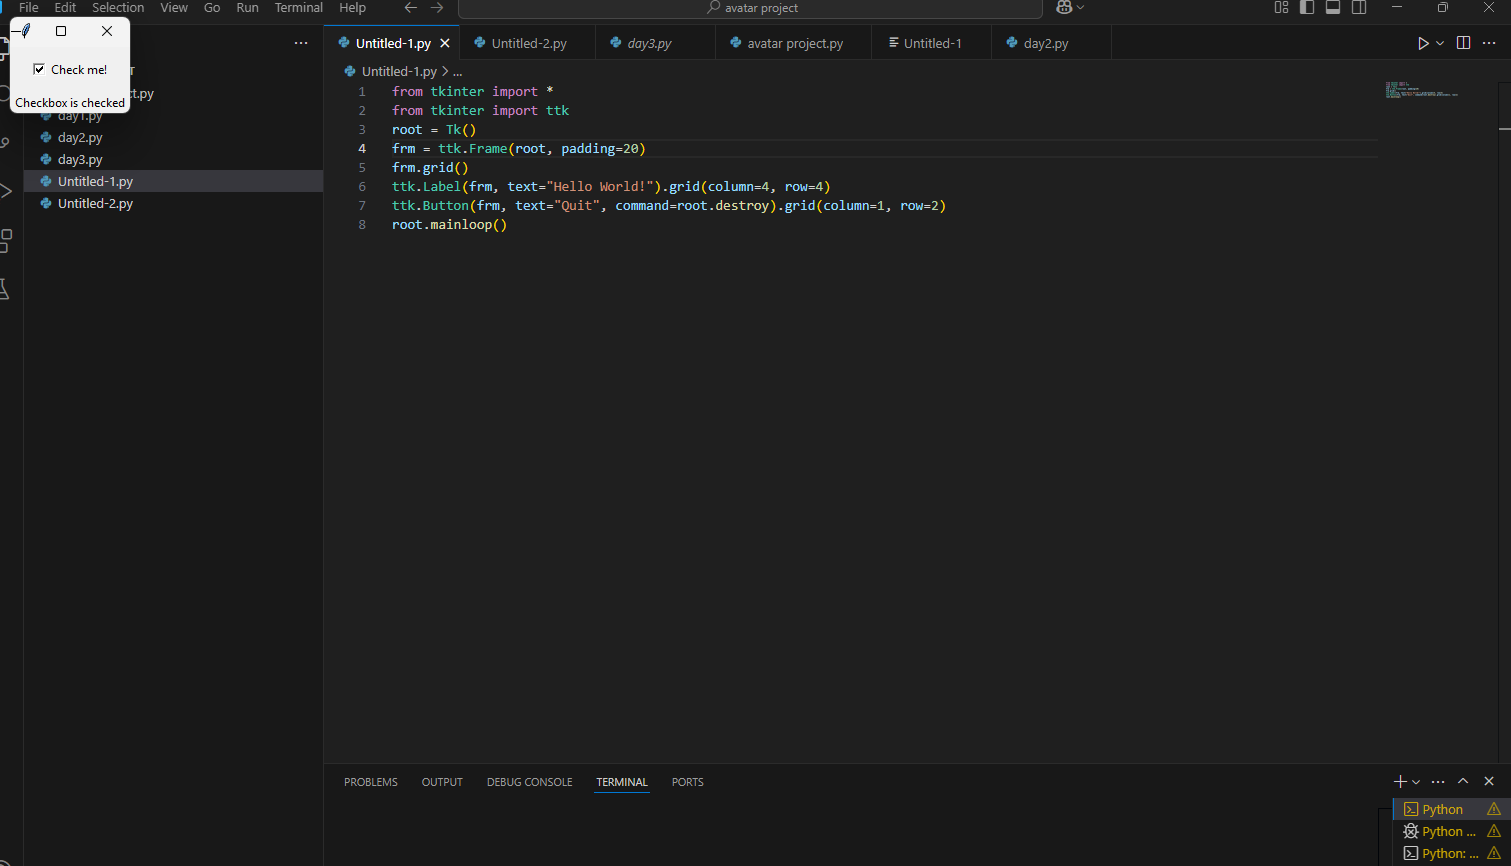 File Edit Selection View Go Run Terminal Help
avatar project
Check me!
Checkbox is checked
ct.py
day1.py
day2.py
day3.py
Untitled-1.py
Untitled-2.py
Untitled-1.py Untitled-2.py day3.py avatar project.py Untitled-1 day2.py
Untitled-1.py > ...
1 from tkinter import *
2 from tkinter import ttk
3 root = Tk()
4 frm = ttk.Frame(root, padding=20)
5 frm.grid()
6 ttk.Label(frm, text="Hello World!").grid(column=4, row=4)
7 ttk.Button(frm, text="Quit", command=root.destroy).grid(column=1, row=2)
8 root.mainloop()
PROBLEMS OUTPUT DEBUG CONSOLE TERMINAL PORTS
Python
Python ...
Python: ...